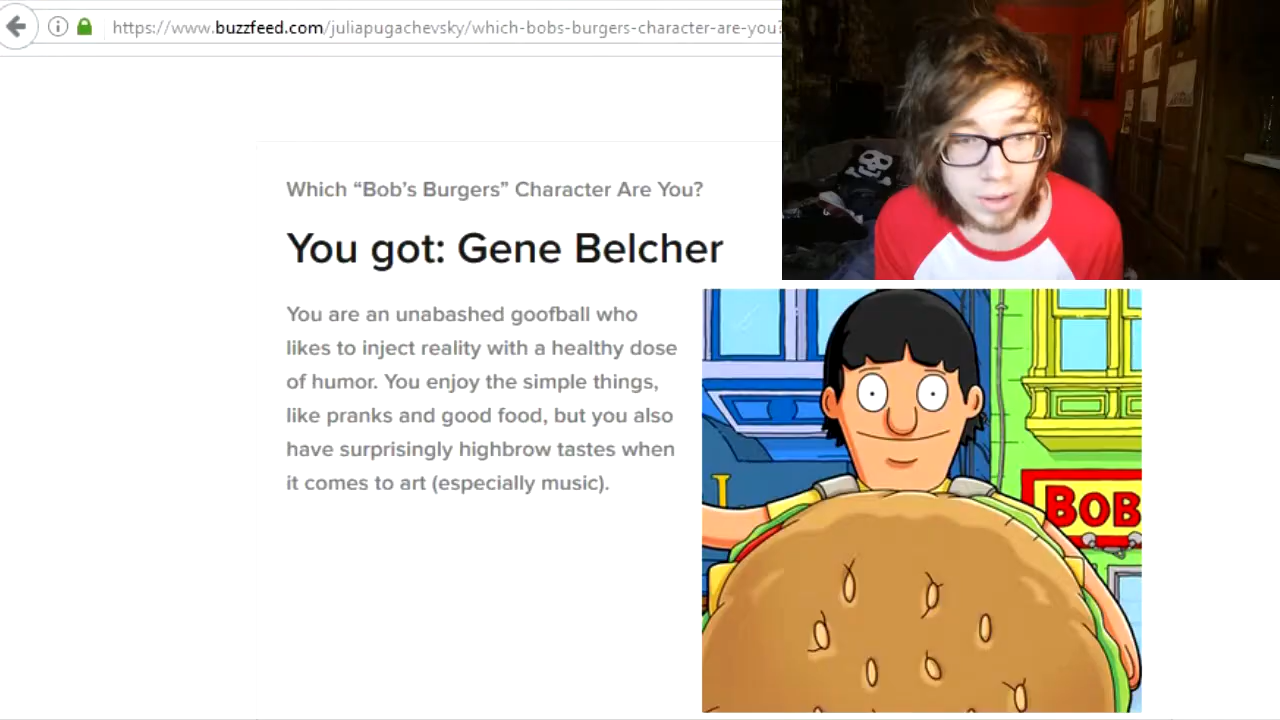 https://www.buzzfeed.com/juliapugachevsky/which-bobs-burgers-character-are-you?
Which “Bob’s Burgers” Character Are You?
You got: Gene Belcher
You are an unabashed goofball who
likes to inject reality with a healthy dose
of humor. You enjoy the simple things,
like pranks and good food, but you also
have surprisingly highbrow tastes when
it comes to art (especially music).
BOB